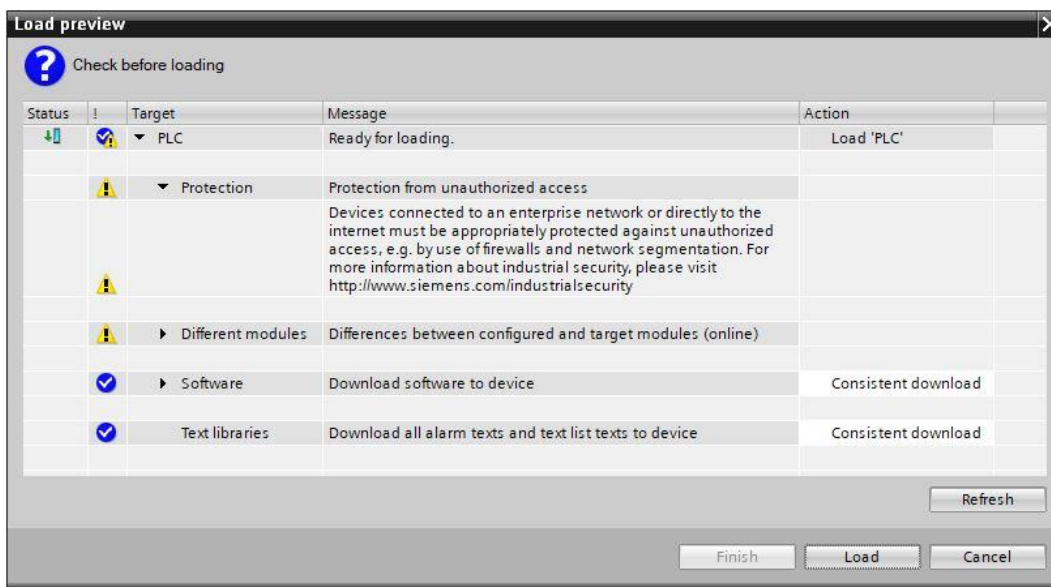 Load preview
Check before loading
Status ! Target Message Action
PLC Ready for loading. Load 'PLC'
Protection Protection from unauthorized access
Devices connected to an enterprise network or directly to the
internet must be appropriately protected against unauthorized
access, e.g. by use of firewalls and network segmentation. For
more information about industrial security, please visit
http://www.siemens.com/industrialsecurity
Different modules Differences between configured and target modules (online)
Software Download software to device Consistent download
Text libraries Download all alarm texts and text list texts to device Consistent download
Refresh
Finish Load Cancel